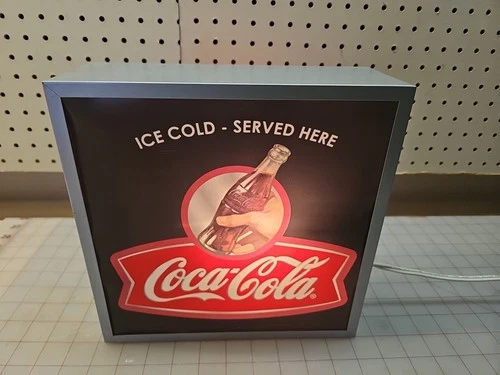 ICE COLD - SERVED HERE
Coca-Cola®